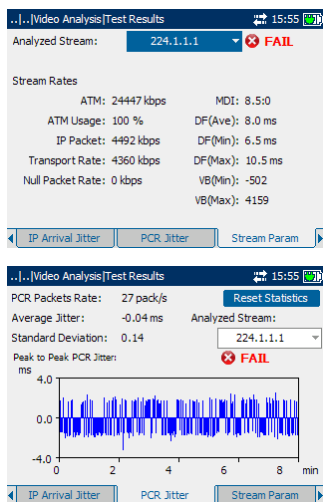 ..|..|Video Analysis|Test Results 15:55
Analyzed Stream: 224.1.1.1 FAIL
Stream Rates
ATM: 24447 kbps MDI: 8.5:0
ATM Usage: 100 % DF(Ave): 8.0 ms
IP Packet: 4492 kbps DF(Min): 6.5 ms
Transport Rate: 4360 kbps DF(Max): 10.5 ms
Null Packet Rate: 0 kbps VB(Min): -502
VB(Max): 4159
IP Arrival Jitter PCR Jitter Stream Param
..|..|Video Analysis|Test Results 15:55
PCR Packets Rate: 27 pack/s Reset Statistics
Average Jitter: -0.04 ms Analyzed Stream:
Standard Deviation: 0.14 224.1.1.1
Peak to Peak PCR Jitter: FAIL
ms
4.0
0.0
-4.0
0 2 4 6 8 min
IP Arrival Jitter PCR Jitter Stream Param